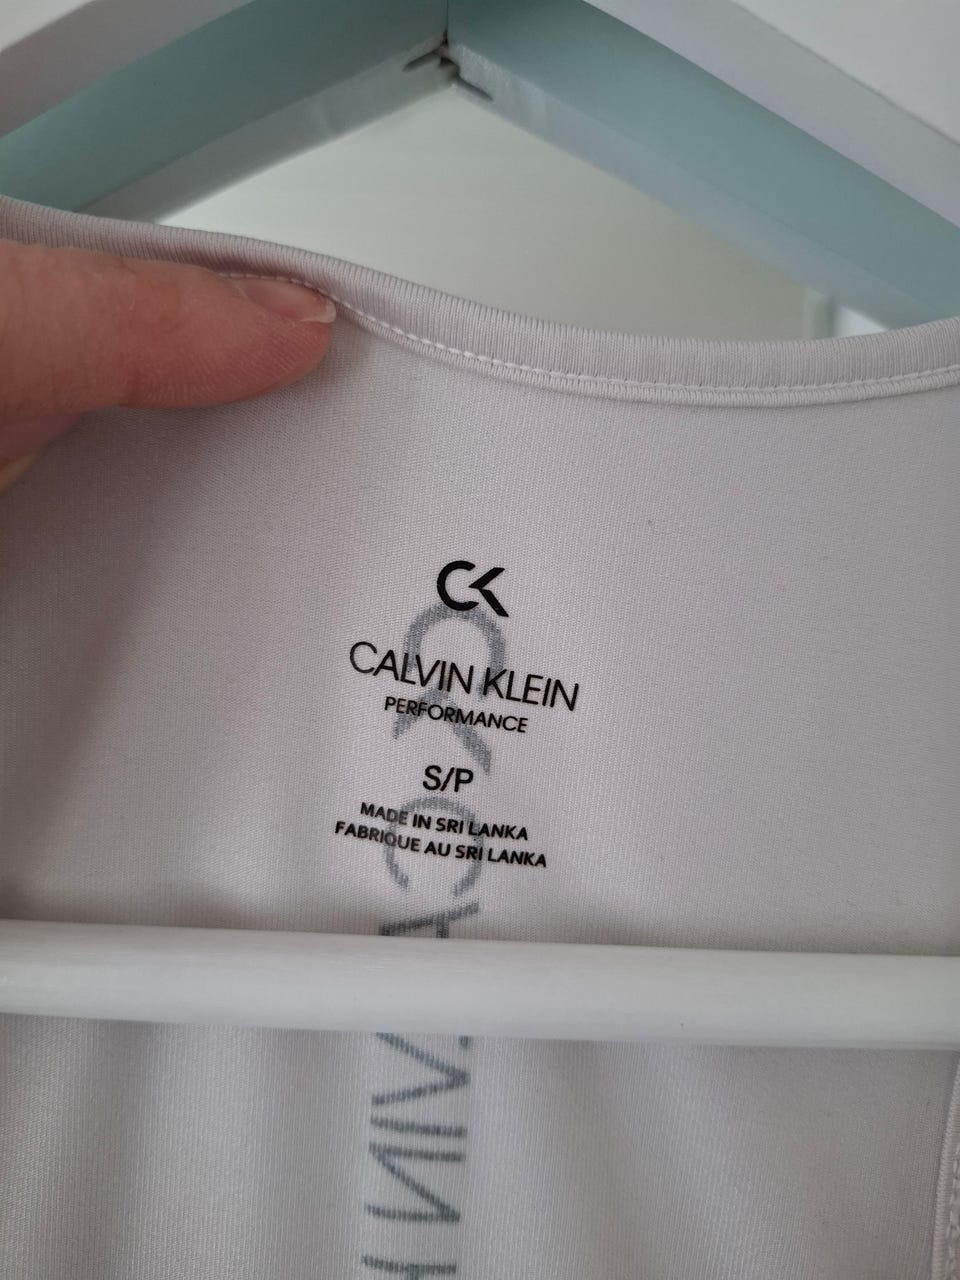 CK
CALVIN KLEIN
PERFORMANCE
S/P
MADE IN SRI LANKA
FABRIQUE AU SRI LANKA